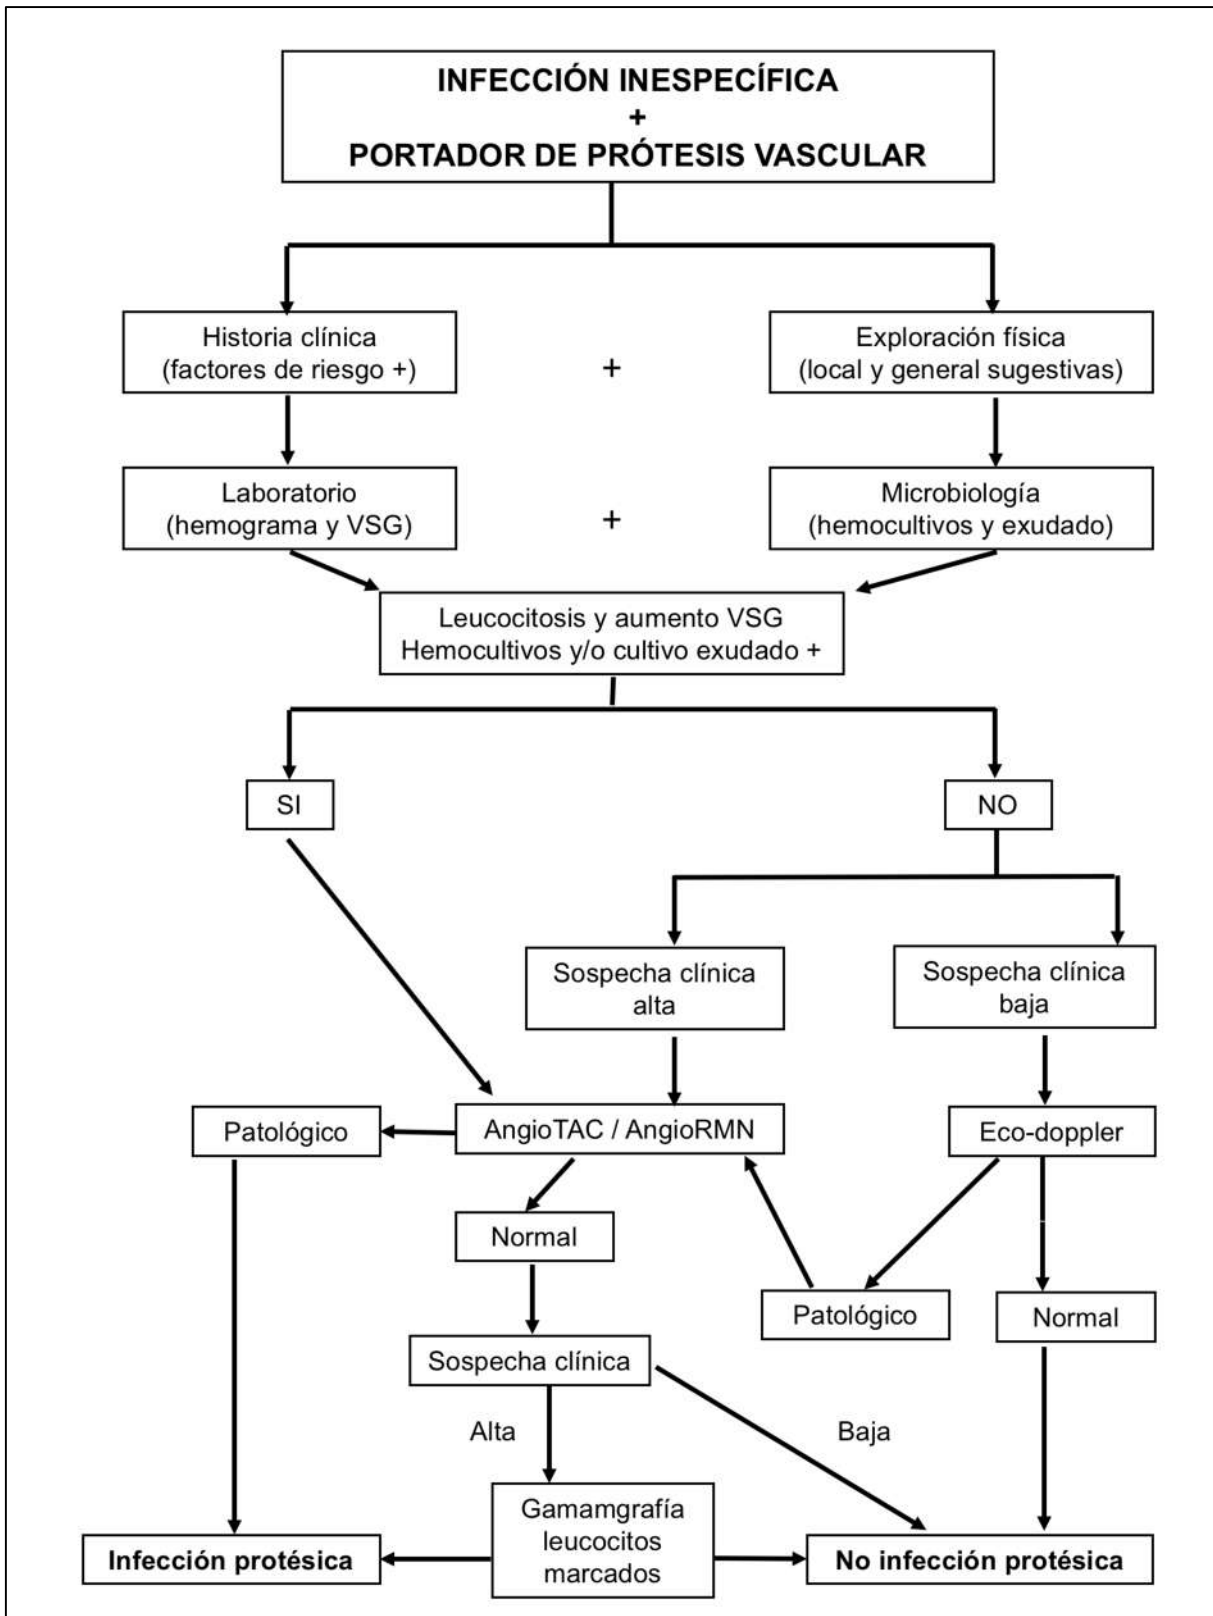 INFECCIÓN INESPECÍFICA
+
PORTADOR DE PRÓTESIS VASCULAR
Historia clínica
(factores de riesgo +)
+
Exploración física
(local y general sugestivas)
Laboratorio
(hemograma y VSG)
+
Microbiología
(hemocultivos y exudado)
Leucocitosis y aumento VSG
Hemocultivos y/o cultivo exudado +
SI
NO
Sospecha clínica
alta
Sospecha clínica
baja
Patológico
AngioTAC / AngioRMN
Eco-doppler
Normal
Patológico
Normal
Sospecha clínica
Alta
Baja
Gamamgrafía
leucocitos
marcados
Infección protésica
No infección protésica